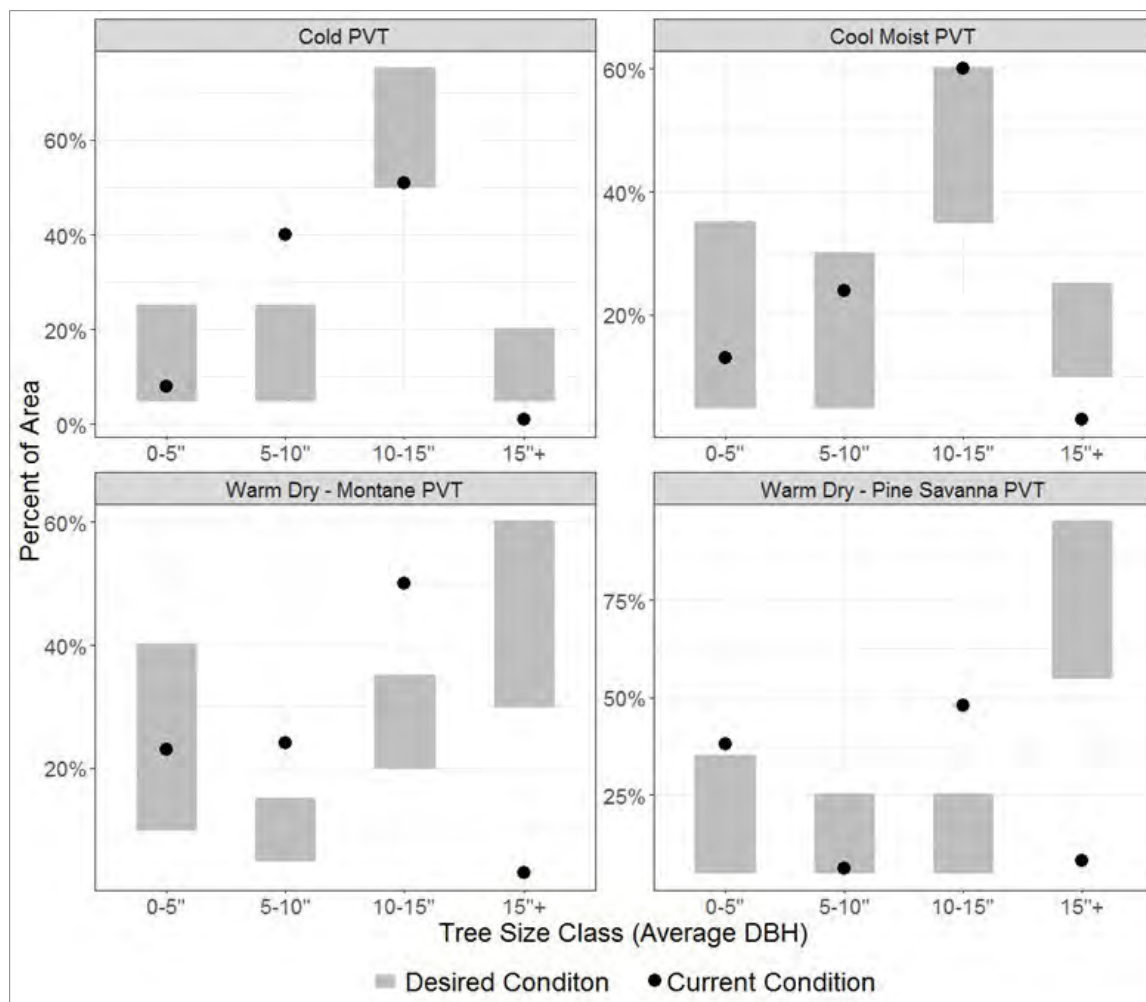 Cold PVT
Cool Moist PVT
60%
40%
20%
0%
60%
40%
20%
0-5" 5-10" 10-15" 15"+
0-5" 5-10" 10-15" 15"+
Warm Dry - Montane PVT
Warm Dry - Pine Savanna PVT
60%
40%
20%
75%
50%
25%
0-5" 5-10" 10-15" 15"+
0-5" 5-10" 10-15" 15"+
Percent of Area
Tree Size Class (Average DBH)
Desired Conditon
Current Condition